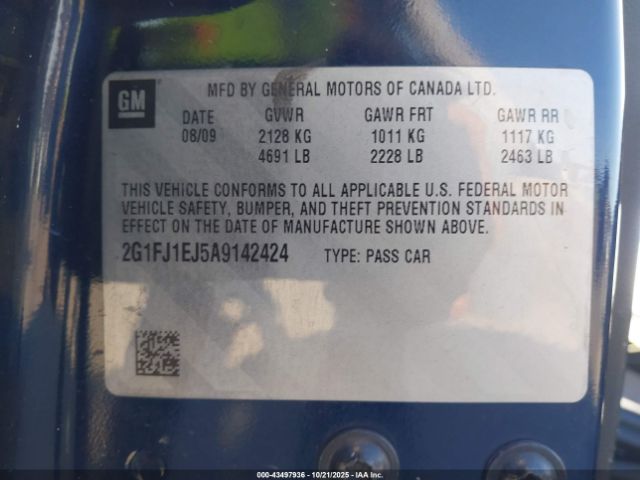 GM
MFD BY GENERAL MOTORS OF CANADA LTD.
DATE GVWR GAWR FRT GAWR RR
08/09 2128 KG 1011 KG 1117 KG
4691 LB 2228 LB 2463 LB
THIS VEHICLE CONFORMS TO ALL APPLICABLE U.S. FEDERAL MOTOR
VEHICLE SAFETY, BUMPER, AND THEFT PREVENTION STANDARDS IN
EFFECT ON THE DATE OF MANUFACTURE SHOWN ABOVE.
2G1FJ1EJ5A9142424 TYPE: PASS CAR
000-43497936 - 10/21/2025 - IAAI.COM